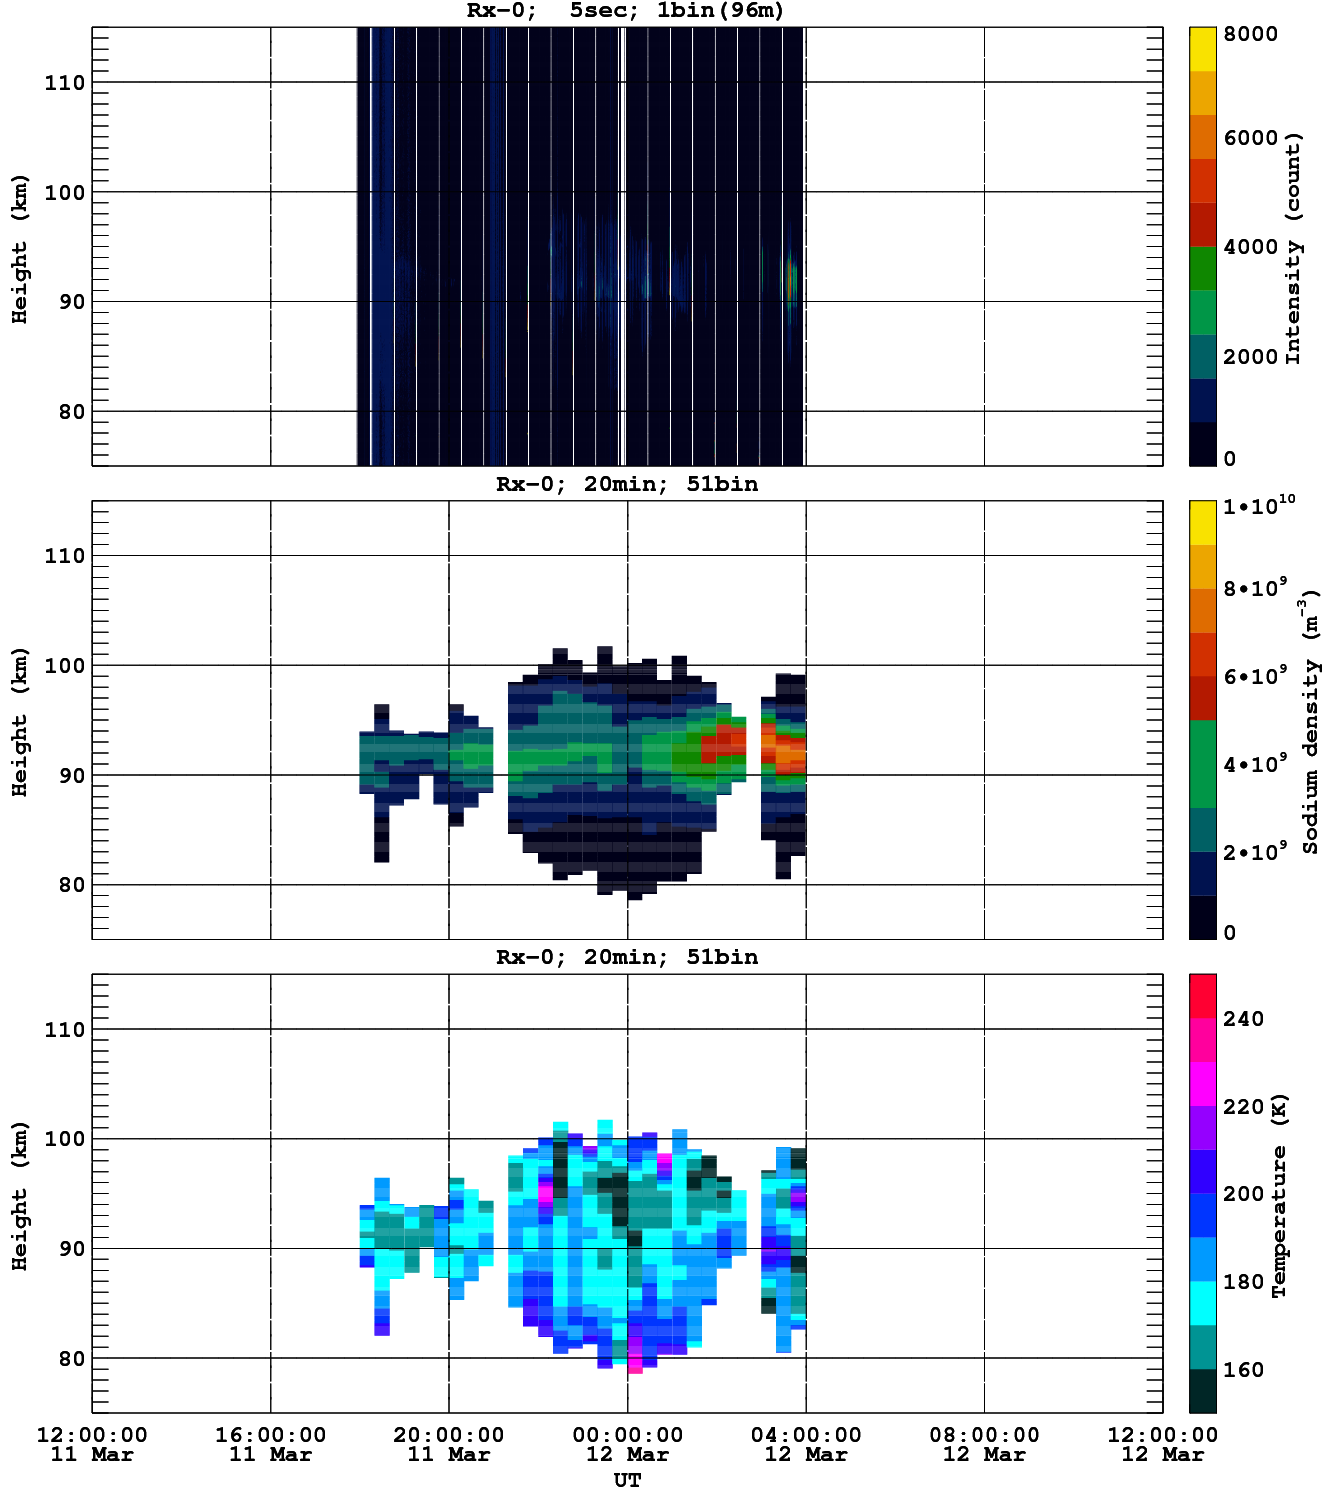 Rx-0;  5sec; 1bin(96m)
110
100
90
80
Height (km)
8000
6000
4000
2000
0
Intensity (count)
Rx-0; 20min; 51bin
110
100
90
80
Height (km)
1•10¹⁰
8•10⁹
6•10⁹
4•10⁹
2•10⁹
0
Sodium density (m⁻³)
Rx-0; 20min; 51bin
110
100
90
80
Height (km)
240
220
200
180
160
Temperature (K)
12:00:00 16:00:00 20:00:00 00:00:00 04:00:00 08:00:00 12:00:00
11 Mar 11 Mar 11 Mar 12 Mar 12 Mar 12 Mar 12 Mar
UT